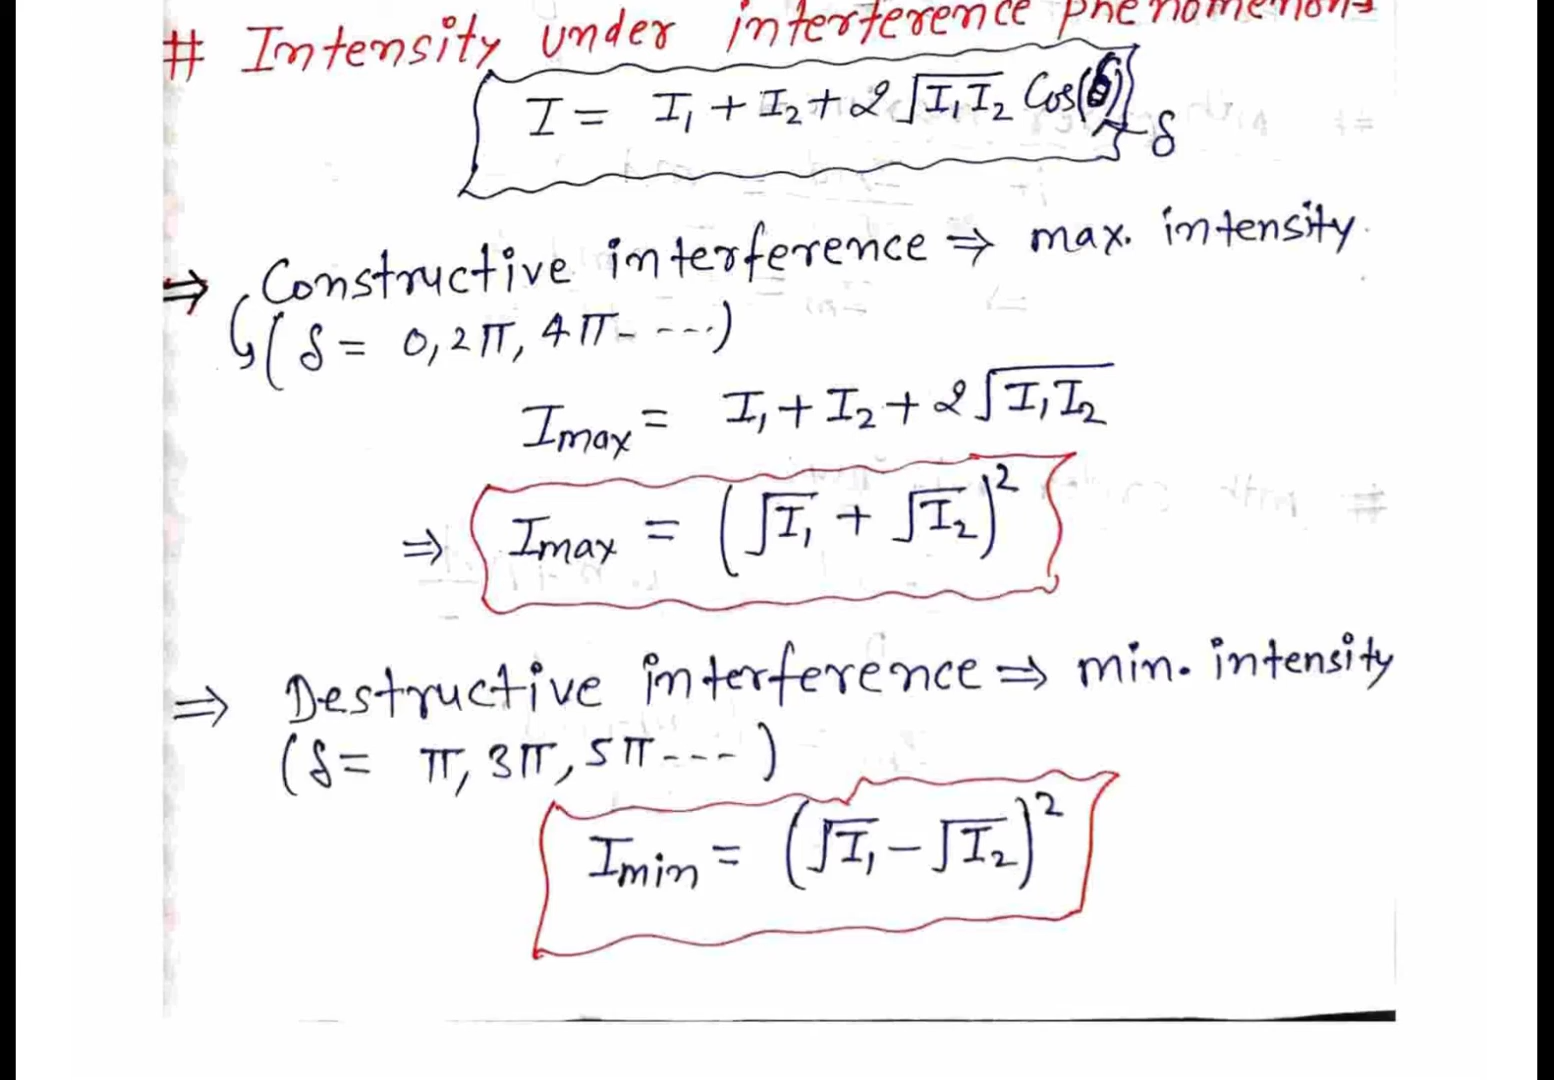 # Intensity under interference phenomenon
I = I₁ + I₂ + 2√I₁I₂ Cos(δ)
δ
⇒ Constructive interference ⇒ max. intensity.
(δ = 0, 2π, 4π- ---)
Imax = I₁ + I₂ + 2√I₁I₂
⇒ Imax = (√I₁ + √I₂)²
⇒ Destructive interference ⇒ min. intensity
(δ = π, 3π, 5π---- )
Imin = (√I₁ - √I₂)²